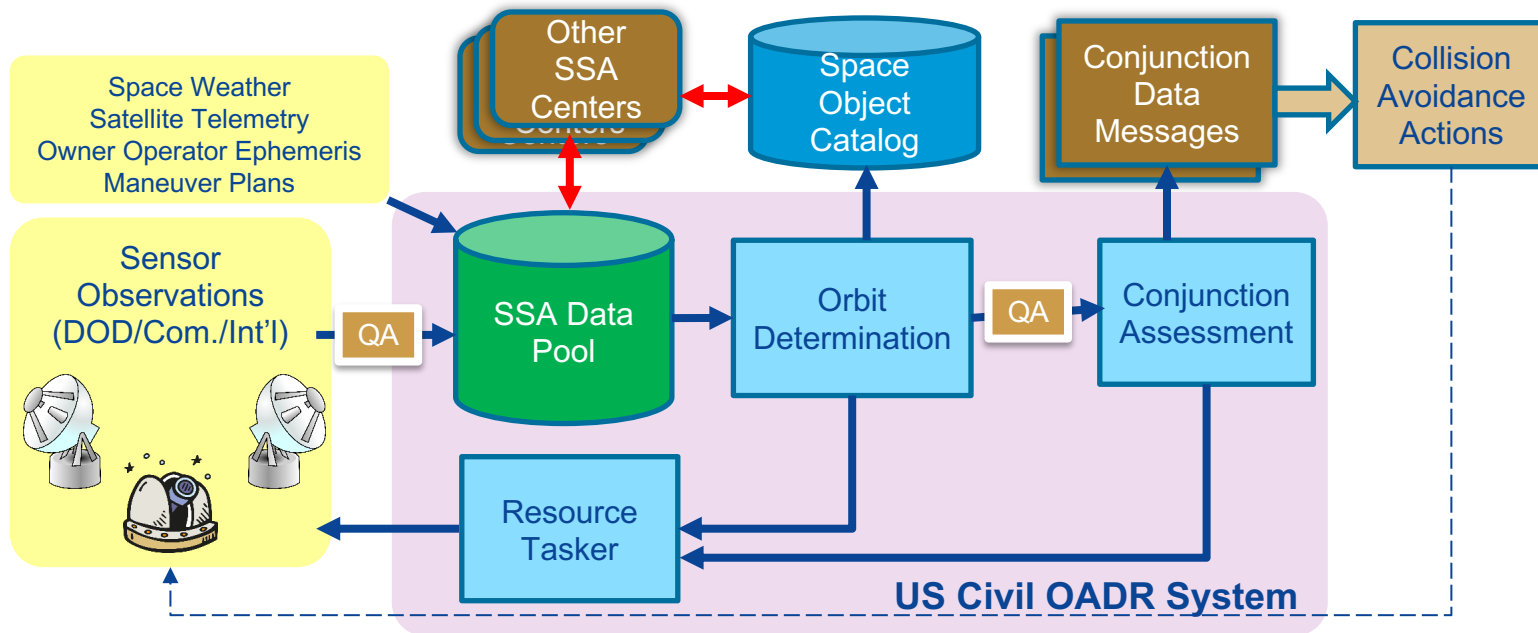 Other
SSA
Centers
Centers
Space
Object
Catalog
Conjunction
Data
Messages
Collision
Avoidance
Actions
Space Weather
Satellite Telemetry
Owner Operator Ephemeris
Maneuver Plans
Sensor
Observations
(DOD/Com./Int'l)
QA
SSA Data
Pool
Orbit
Determination
QA
Conjunction
Assessment
Resource
Tasker
US Civil OADR System